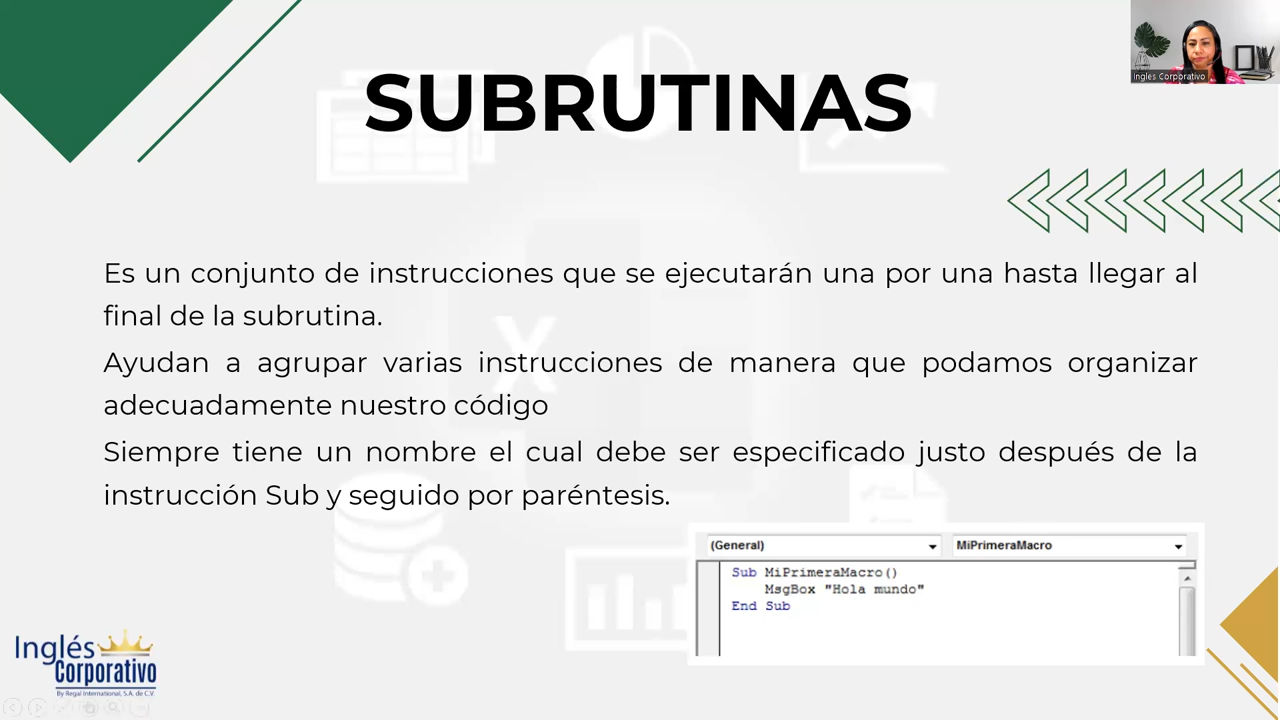 Ingles Corporativo
SUBRUTINAS
Es un conjunto de instrucciones que se ejecutarán una por una hasta llegar al
final de la subrutina.
Ayudan a agrupar varias instrucciones de manera que podamos organizar
adecuadamente nuestro código
Siempre tiene un nombre el cual debe ser especificado justo después de la
instrucción Sub y seguido por paréntesis.
(General) MiPrimeraMacro
Sub MiPrimeraMacro()
MsgBox "Hola mundo"
End Sub
Inglés
Corporativo
By Regal International, S.A. de C.V.